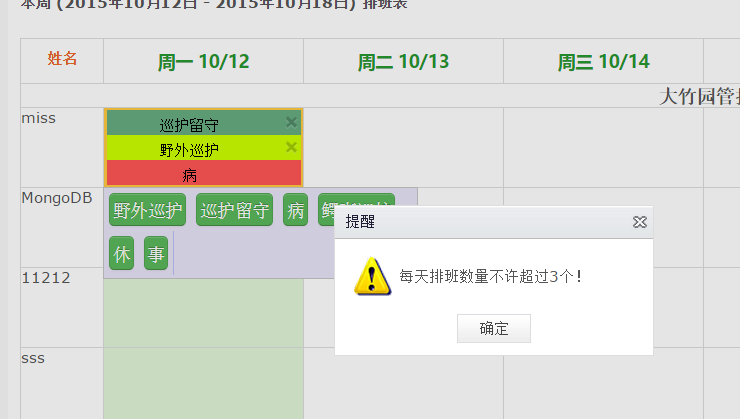 本周 (2015年10月12日 - 2015年10月18日) 排班表
姓名 周一 10/12 周二 10/13 周三 10/14
大竹园管
miss
巡护留守
野外巡护
病
MongoDB
野外巡护 巡护留守 病
休 事
提醒
每天排班数量不许超过3个！
确定
11212
sss